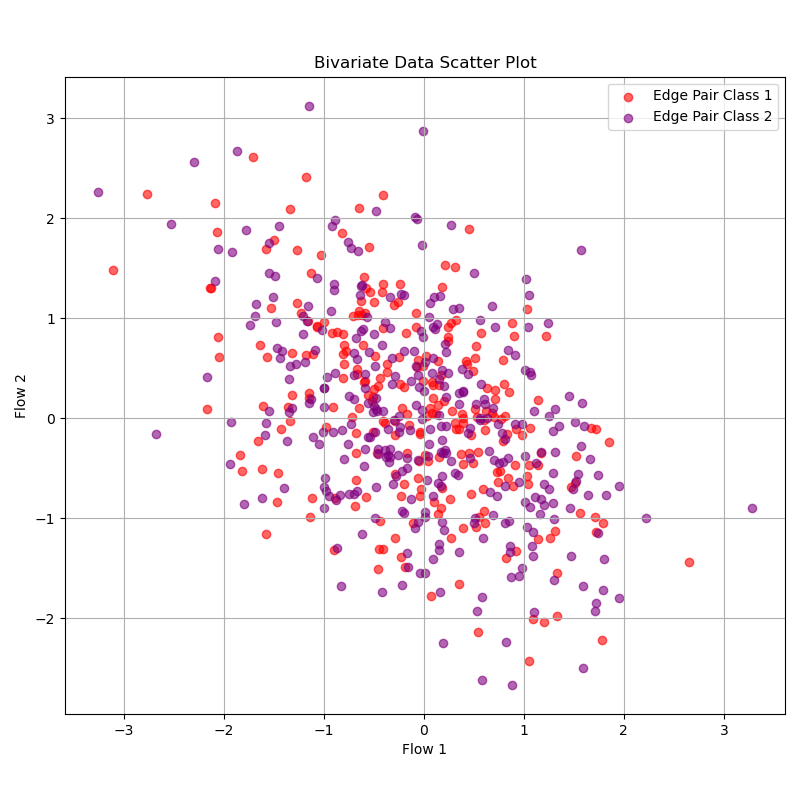 Bivariate Data Scatter Plot
Edge Pair Class 1
Edge Pair Class 2
3
2
1
0
−1
−2
Flow 2
−3 −2 −1 0 1 2 3
Flow 1